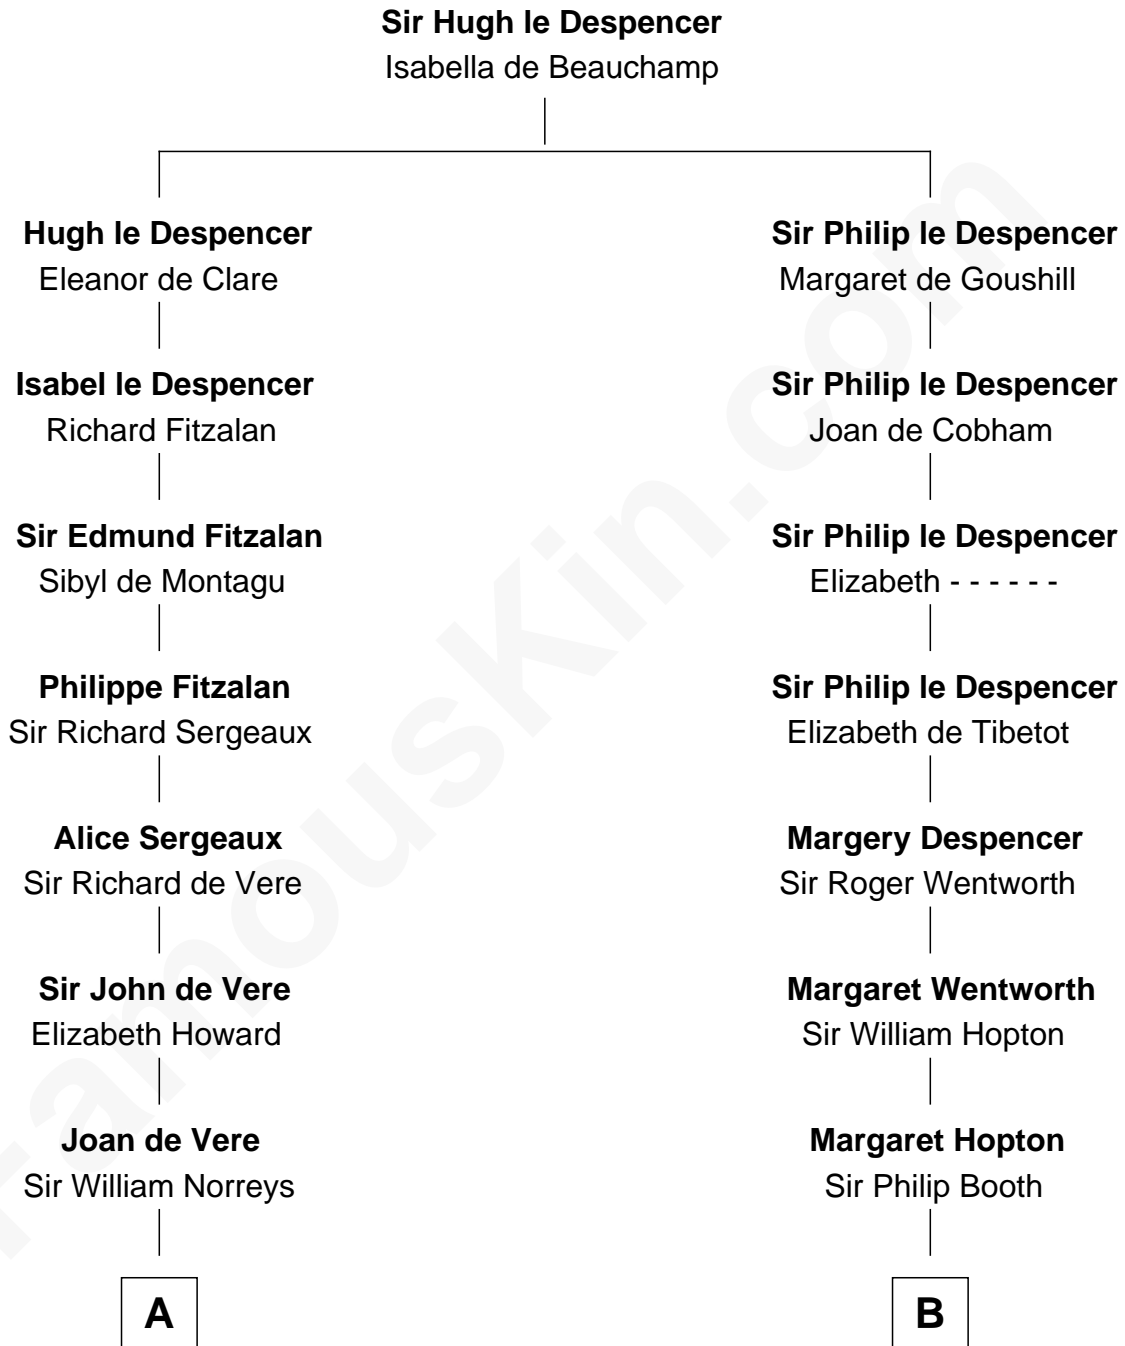 Sir Hugh le Despencer
Isabella de Beauchamp
Hugh le Despencer
Eleanor de Clare
Isabel le Despencer
Richard Fitzalan
Sir Edmund Fitzalan
Sibyl de Montagu
Philippe Fitzalan
Sir Richard Sergeaux
Alice Sergeaux
Sir Richard de Vere
Sir John de Vere
Elizabeth Howard
Joan de Vere
Sir William Norreys
A
Sir Philip le Despencer
Margaret de Goushill
Sir Philip le Despencer
Joan de Cobham
Sir Philip le Despencer
Elizabeth - - - - - -
Sir Philip le Despencer
Elizabeth de Tibetot
Margery Despencer
Sir Roger Wentworth
Margaret Wentworth
Sir William Hopton
Margaret Hopton
Sir Philip Booth
B
FamousKin.com